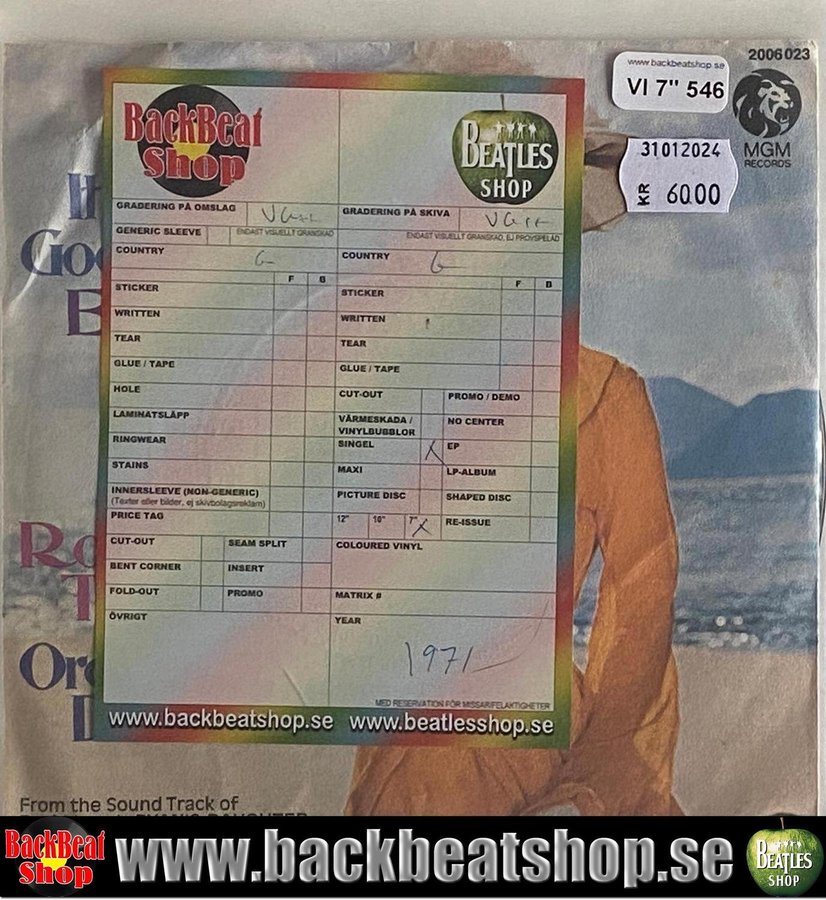 2006 023
www.backbeatshop.se
VI 7" 546
MGM
RECORDS
31012024
KR 6000
BackBeat
Shop
BEATLES
SHOP
GRADERING PÅ OMSLAG
GRADERING PÅ SKIVA
GENERIC SLEEVE
ENDAST VISUELLT GRANSKAD
ENDAST VISUELLT GRANSKAD, EJ PROVSPELAD
COUNTRY G
COUNTRY G
F B
F B
STICKER
STICKER
WRITTEN
WRITTEN
TEAR
TEAR
GLUE / TAPE
GLUE / TAPE
HOLE
CUT-OUT
PROMO / DEMO
LAMINATSLÄPP
VÄRMESKADA /
VINYLBUBBLOR
NO CENTER
RINGWEAR
SINGEL X
EP
STAINS
MAXI
LP-ALBUM
INNERSLEEVE (NON-GENERIC)
(Texter eller bilder, ej skivbolagsreklam)
PICTURE DISC
SHAPED DISC
PRICE TAG
12" 10" 7" X
RE-ISSUE
CUT-OUT
SEAM SPLIT
COLOURED VINYL
BENT CORNER
INSERT
FOLD-OUT
PROMO
MATRIX #
ÖVRIGT
YEAR
1971
MED RESERVATION FÖR MISSAR/FELAKTIGHETER
www.backbeatshop.se www.beatlesshop.se
From the Sound Track of
BackBeat
Shop
www.backbeatshop.se
BEATLES
SHOP